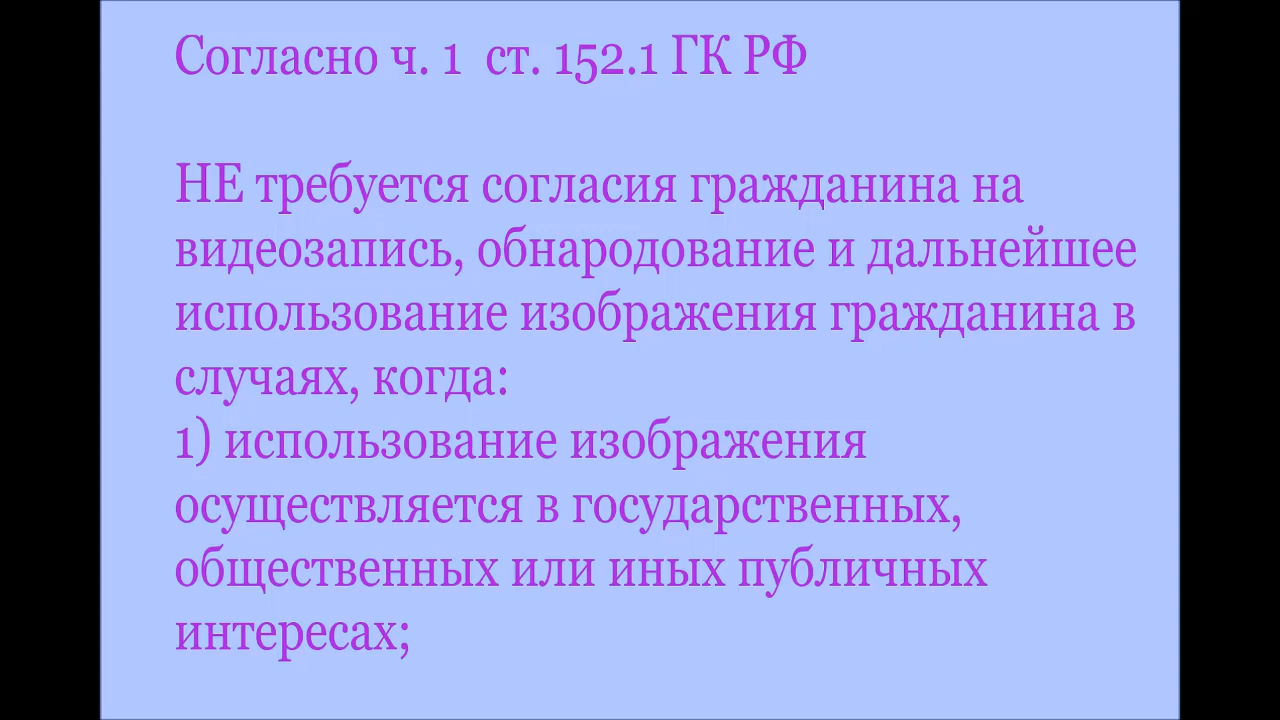 Согласно ч. 1 ст. 152.1 ГК РФ
НЕ требуется согласия гражданина на
видеозапись, обнародование и дальнейшее
использование изображения гражданина в
случаях, когда:
1) использование изображения
осуществляется в государственных,
общественных или иных публичных
интересах;